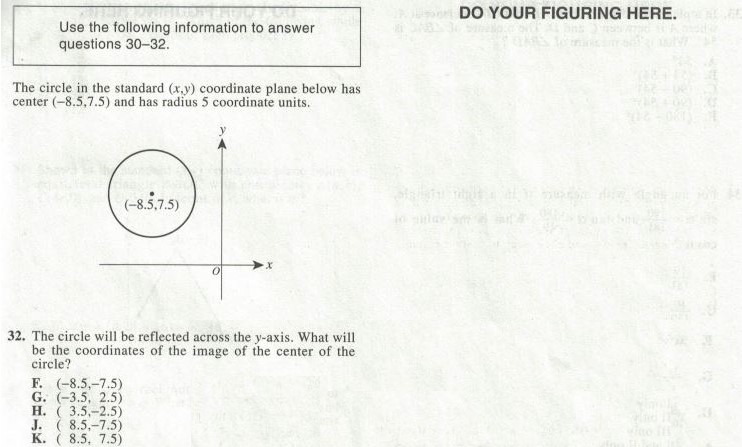 DO YOUR FIGURING HERE.
Use the following information to answer
questions 30–32.
The circle in the standard (x,y) coordinate plane below has
center (−8.5,7.5) and has radius 5 coordinate units.
y
(−8.5,7.5)
O
x
32. The circle will be reflected across the y-axis. What will
be the coordinates of the image of the center of the
circle?
F. (−8.5,−7.5)
G. (−3.5, 2.5)
H. ( 3.5,−2.5)
J. ( 8.5,−7.5)
K. ( 8.5, 7.5)